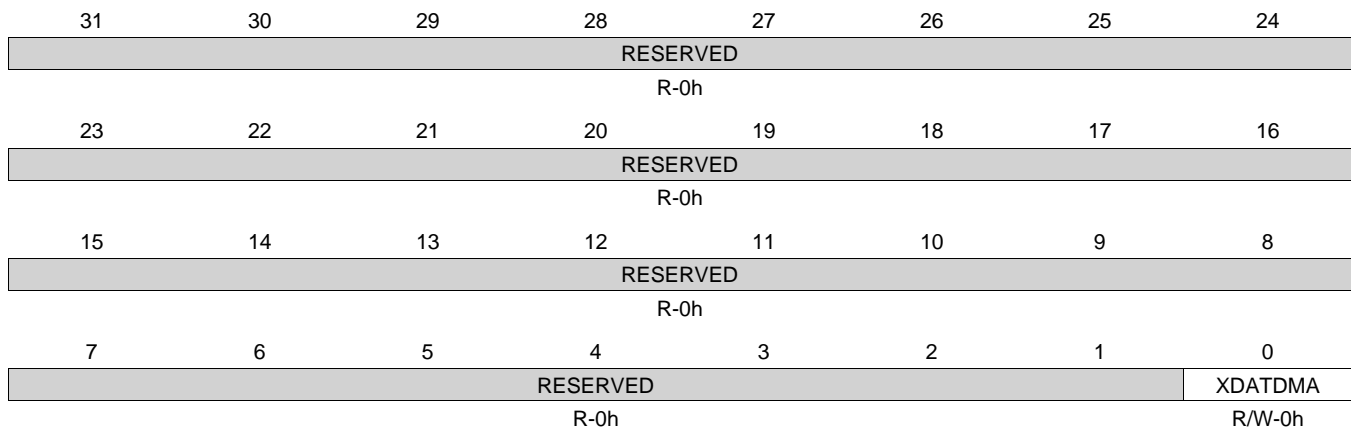 31 30 29 28 27 26 25 24
RESERVED
R-0h
23 22 21 20 19 18 17 16
RESERVED
R-0h
15 14 13 12 11 10 9 8
RESERVED
R-0h
7 6 5 4 3 2 1 0
RESERVED XDATDMA
R-0h R/W-0h